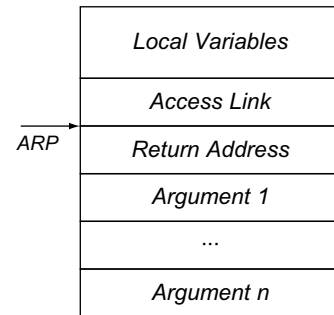 Local Variables
Access Link
ARP
Return Address
Argument 1
...
Argument n